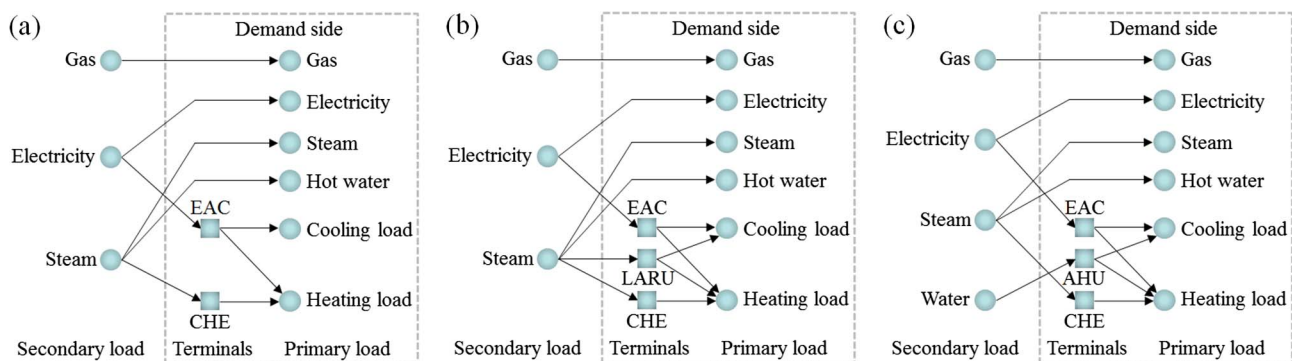 (a)
Demand side
Gas
Gas
Electricity
Electricity
Steam
Hot water
EAC
Cooling load
Steam
Heating load
CHE
Secondary load
Terminals
Primary load
(b)
Demand side
Gas
Gas
Electricity
Electricity
Steam
Hot water
EAC
Cooling load
Steam
LARU
Heating load
CHE
Secondary load
Terminals
Primary load
(c)
Demand side
Gas
Gas
Electricity
Electricity
Steam
Hot water
Steam
EAC
Cooling load
AHU
Water
Heating load
CHE
Secondary load
Terminals
Primary load